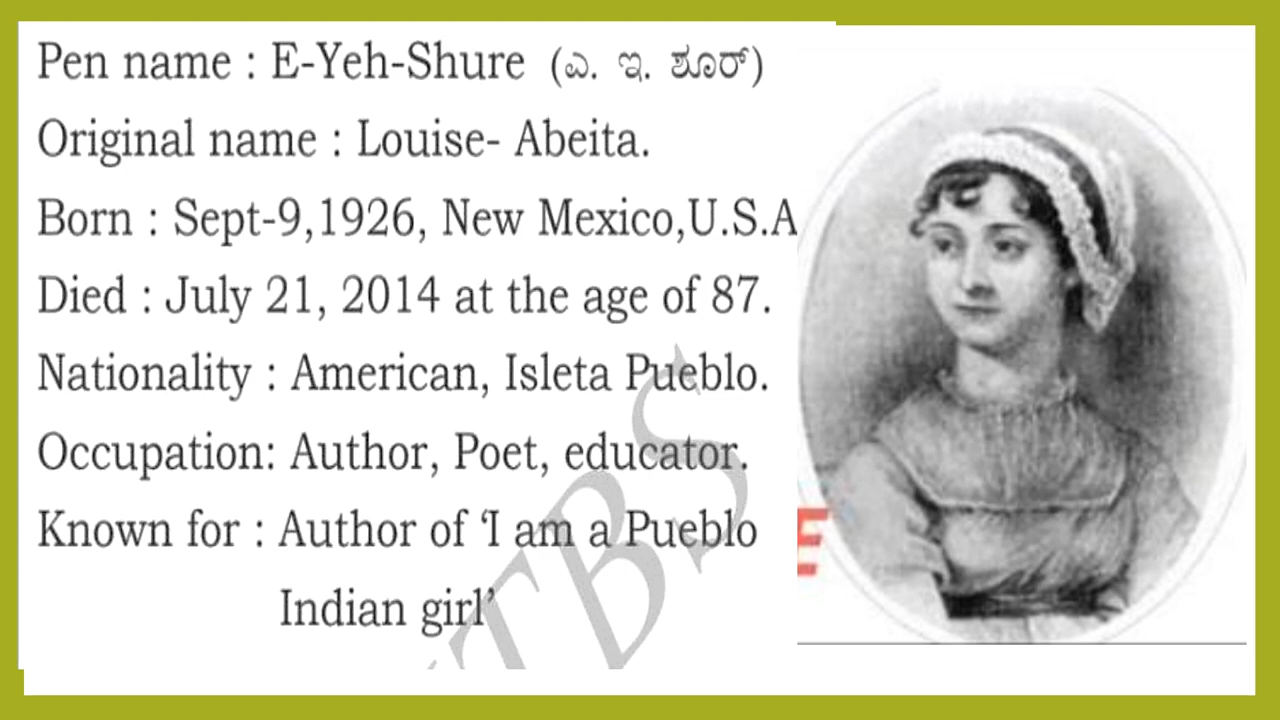 Pen name : E-Yeh-Shure (ಎ. ಇ. ಶೂರ್)
Original name : Louise- Abeita.
Born : Sept-9,1926, New Mexico,U.S.A
Died : July 21, 2014 at the age of 87.
Nationality : American, Isleta Pueblo.
Occupation: Author, Poet, educator.
Known for : Author of ‘I am a Pueblo
Indian girl’
TBS
E